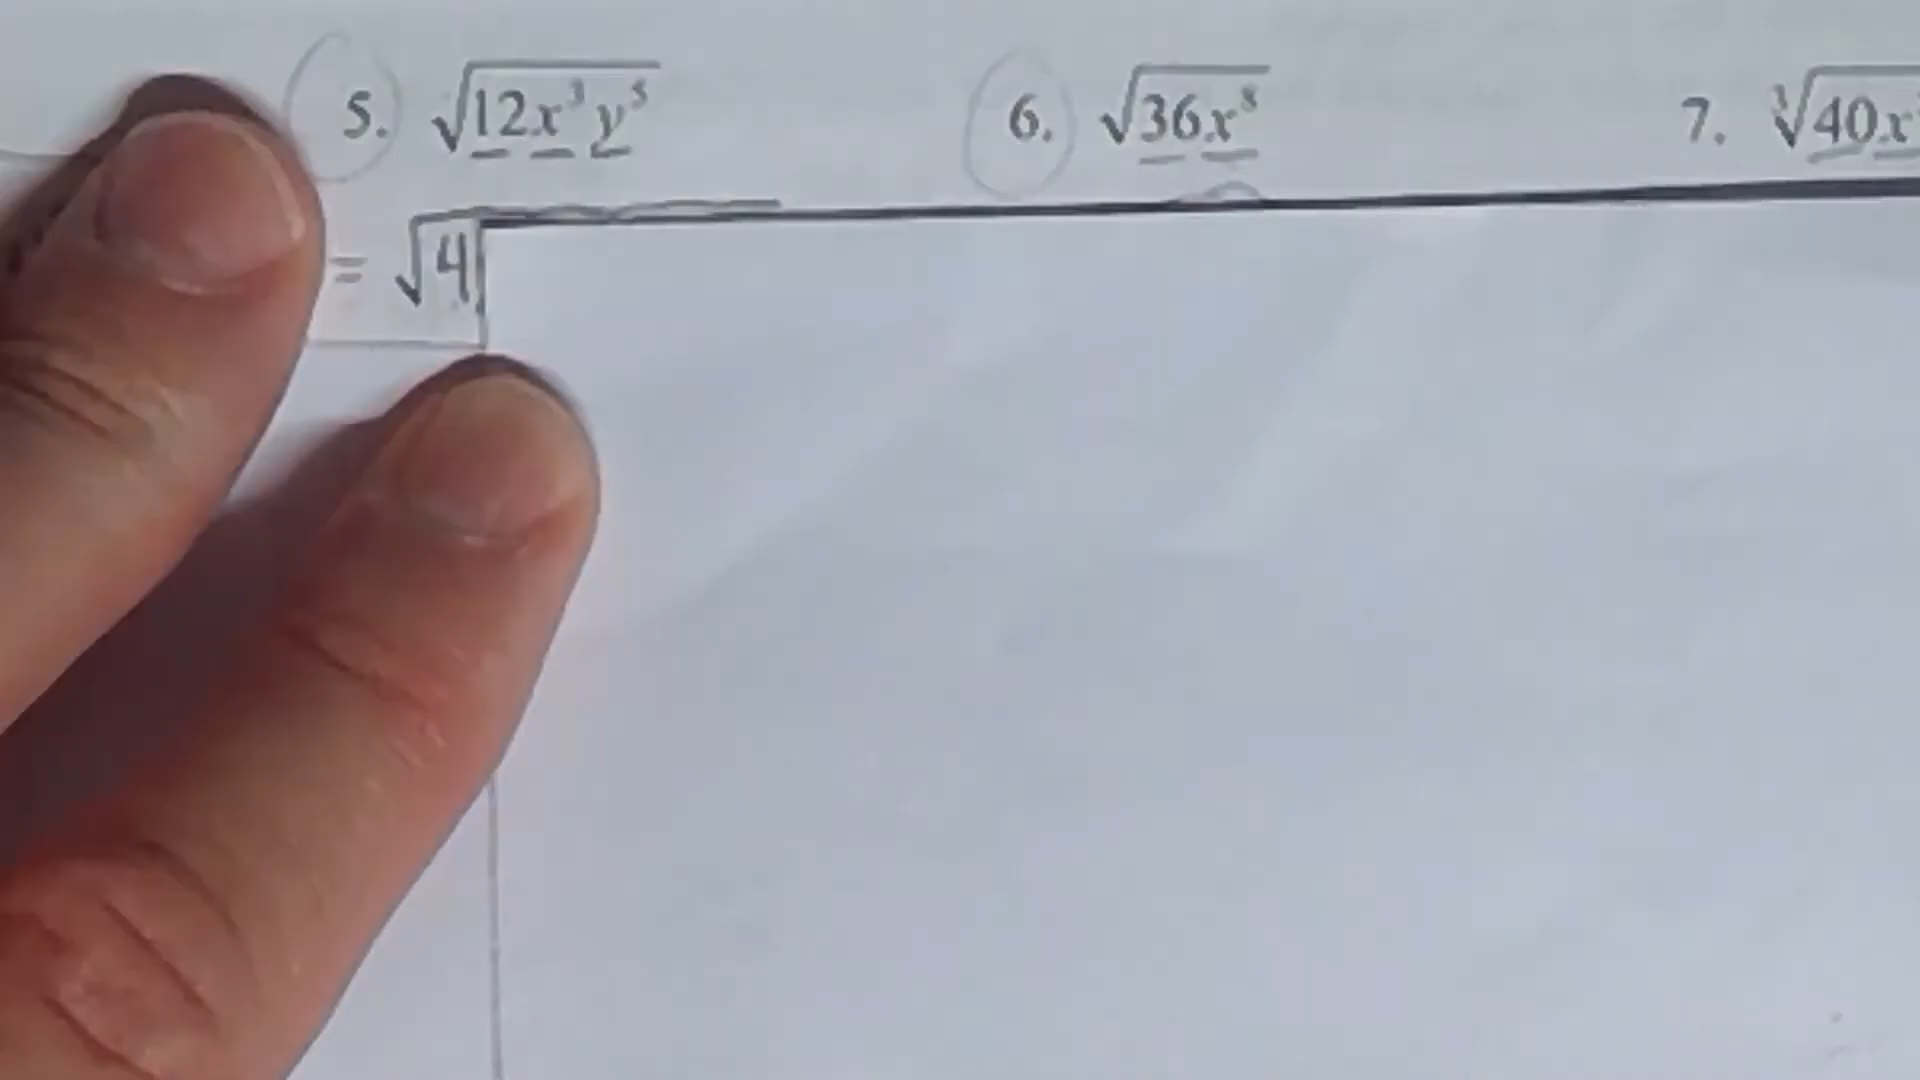 5. √12x³y⁵ 6. √36x⁸ 7. ∛40x
= √4